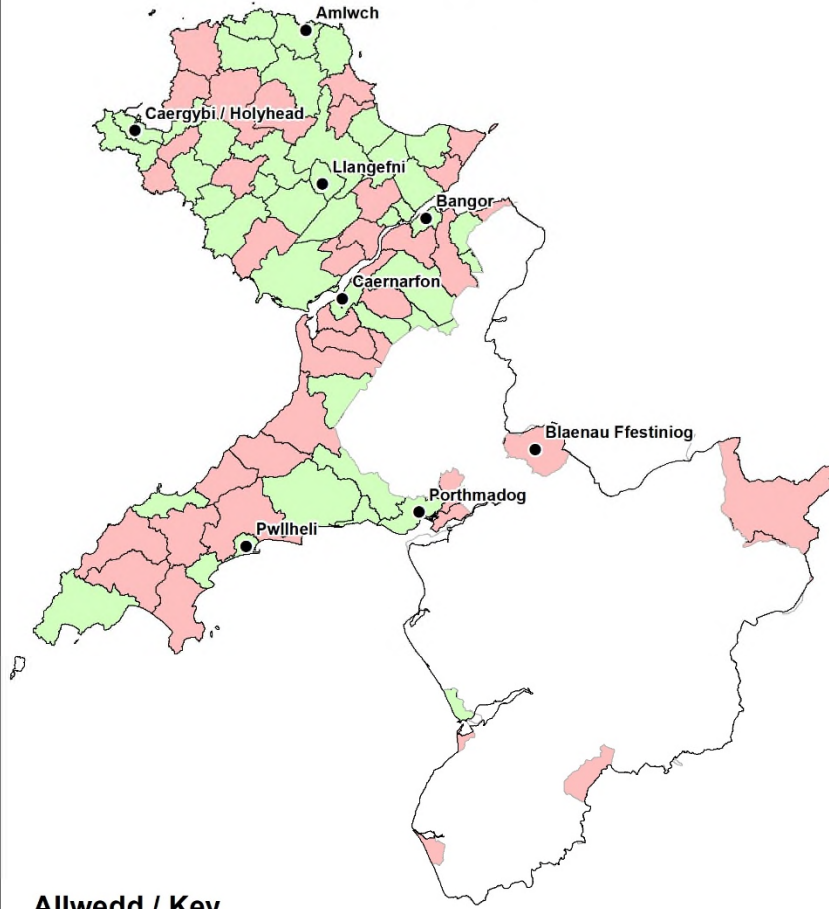 Amlwch
Caergybi / Holyhead
Llangefni
Bangor
Caernarfon
Blaenau Ffestiniog
Porthmadog
Pwllheli
Allwedd / Key